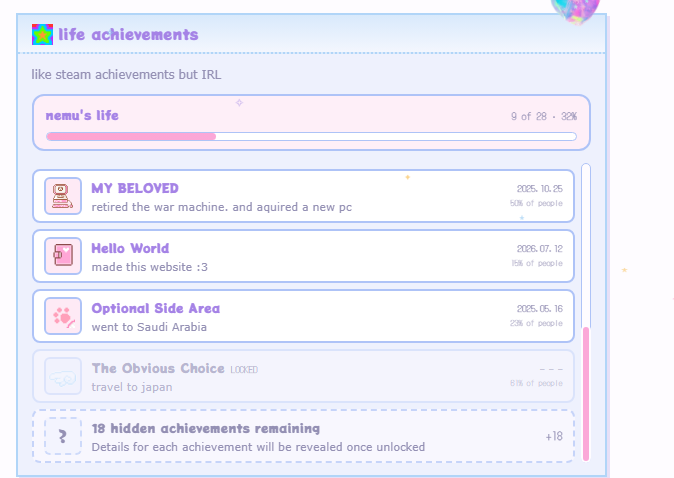 life achievements
like steam achievements but IRL
nemu's life
9 of 28 · 32%
MY BELOVED
2025.10.25
retired the war machine. and aquired a new pc
50% of people
Hello World
2026.07.12
made this website :3
15% of people
Optional Side Area
2025.05.16
went to Saudi Arabia
23% of people
The Obvious Choice LOCKED
- - -
travel to japan
67% of people
?
18 hidden achievements remaining
+18
Details for each achievement will be revealed once unlocked